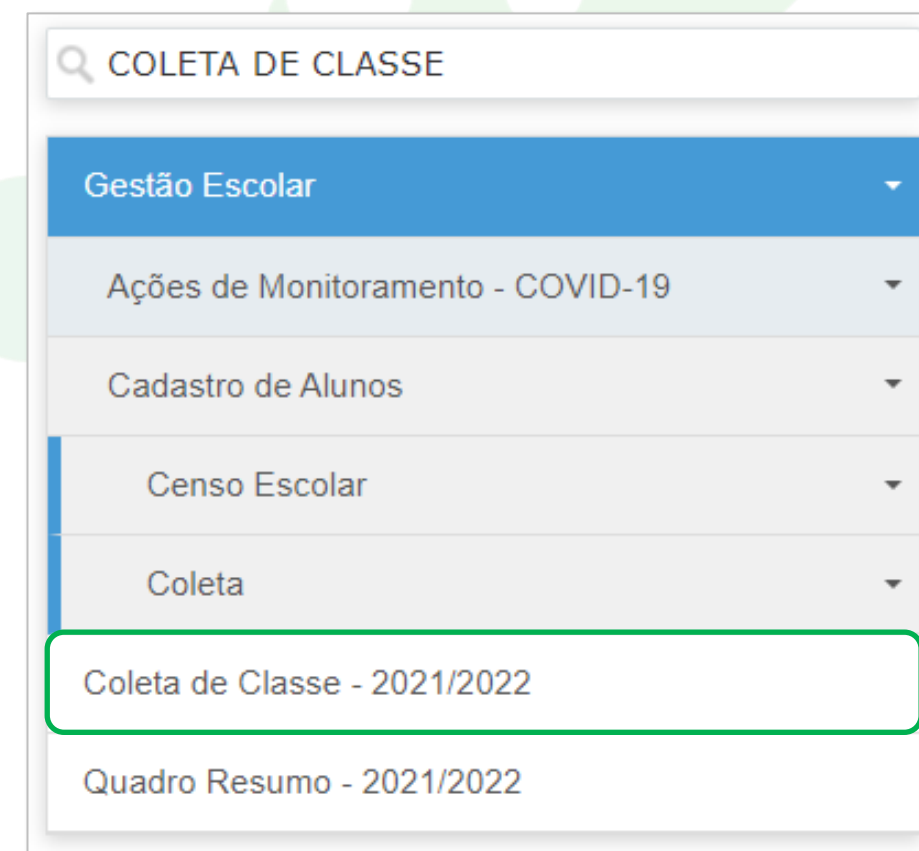 COLETA DE CLASSE
Gestão Escolar
Ações de Monitoramento - COVID-19
Cadastro de Alunos
Censo Escolar
Coleta
Coleta de Classe - 2021/2022
Quadro Resumo - 2021/2022